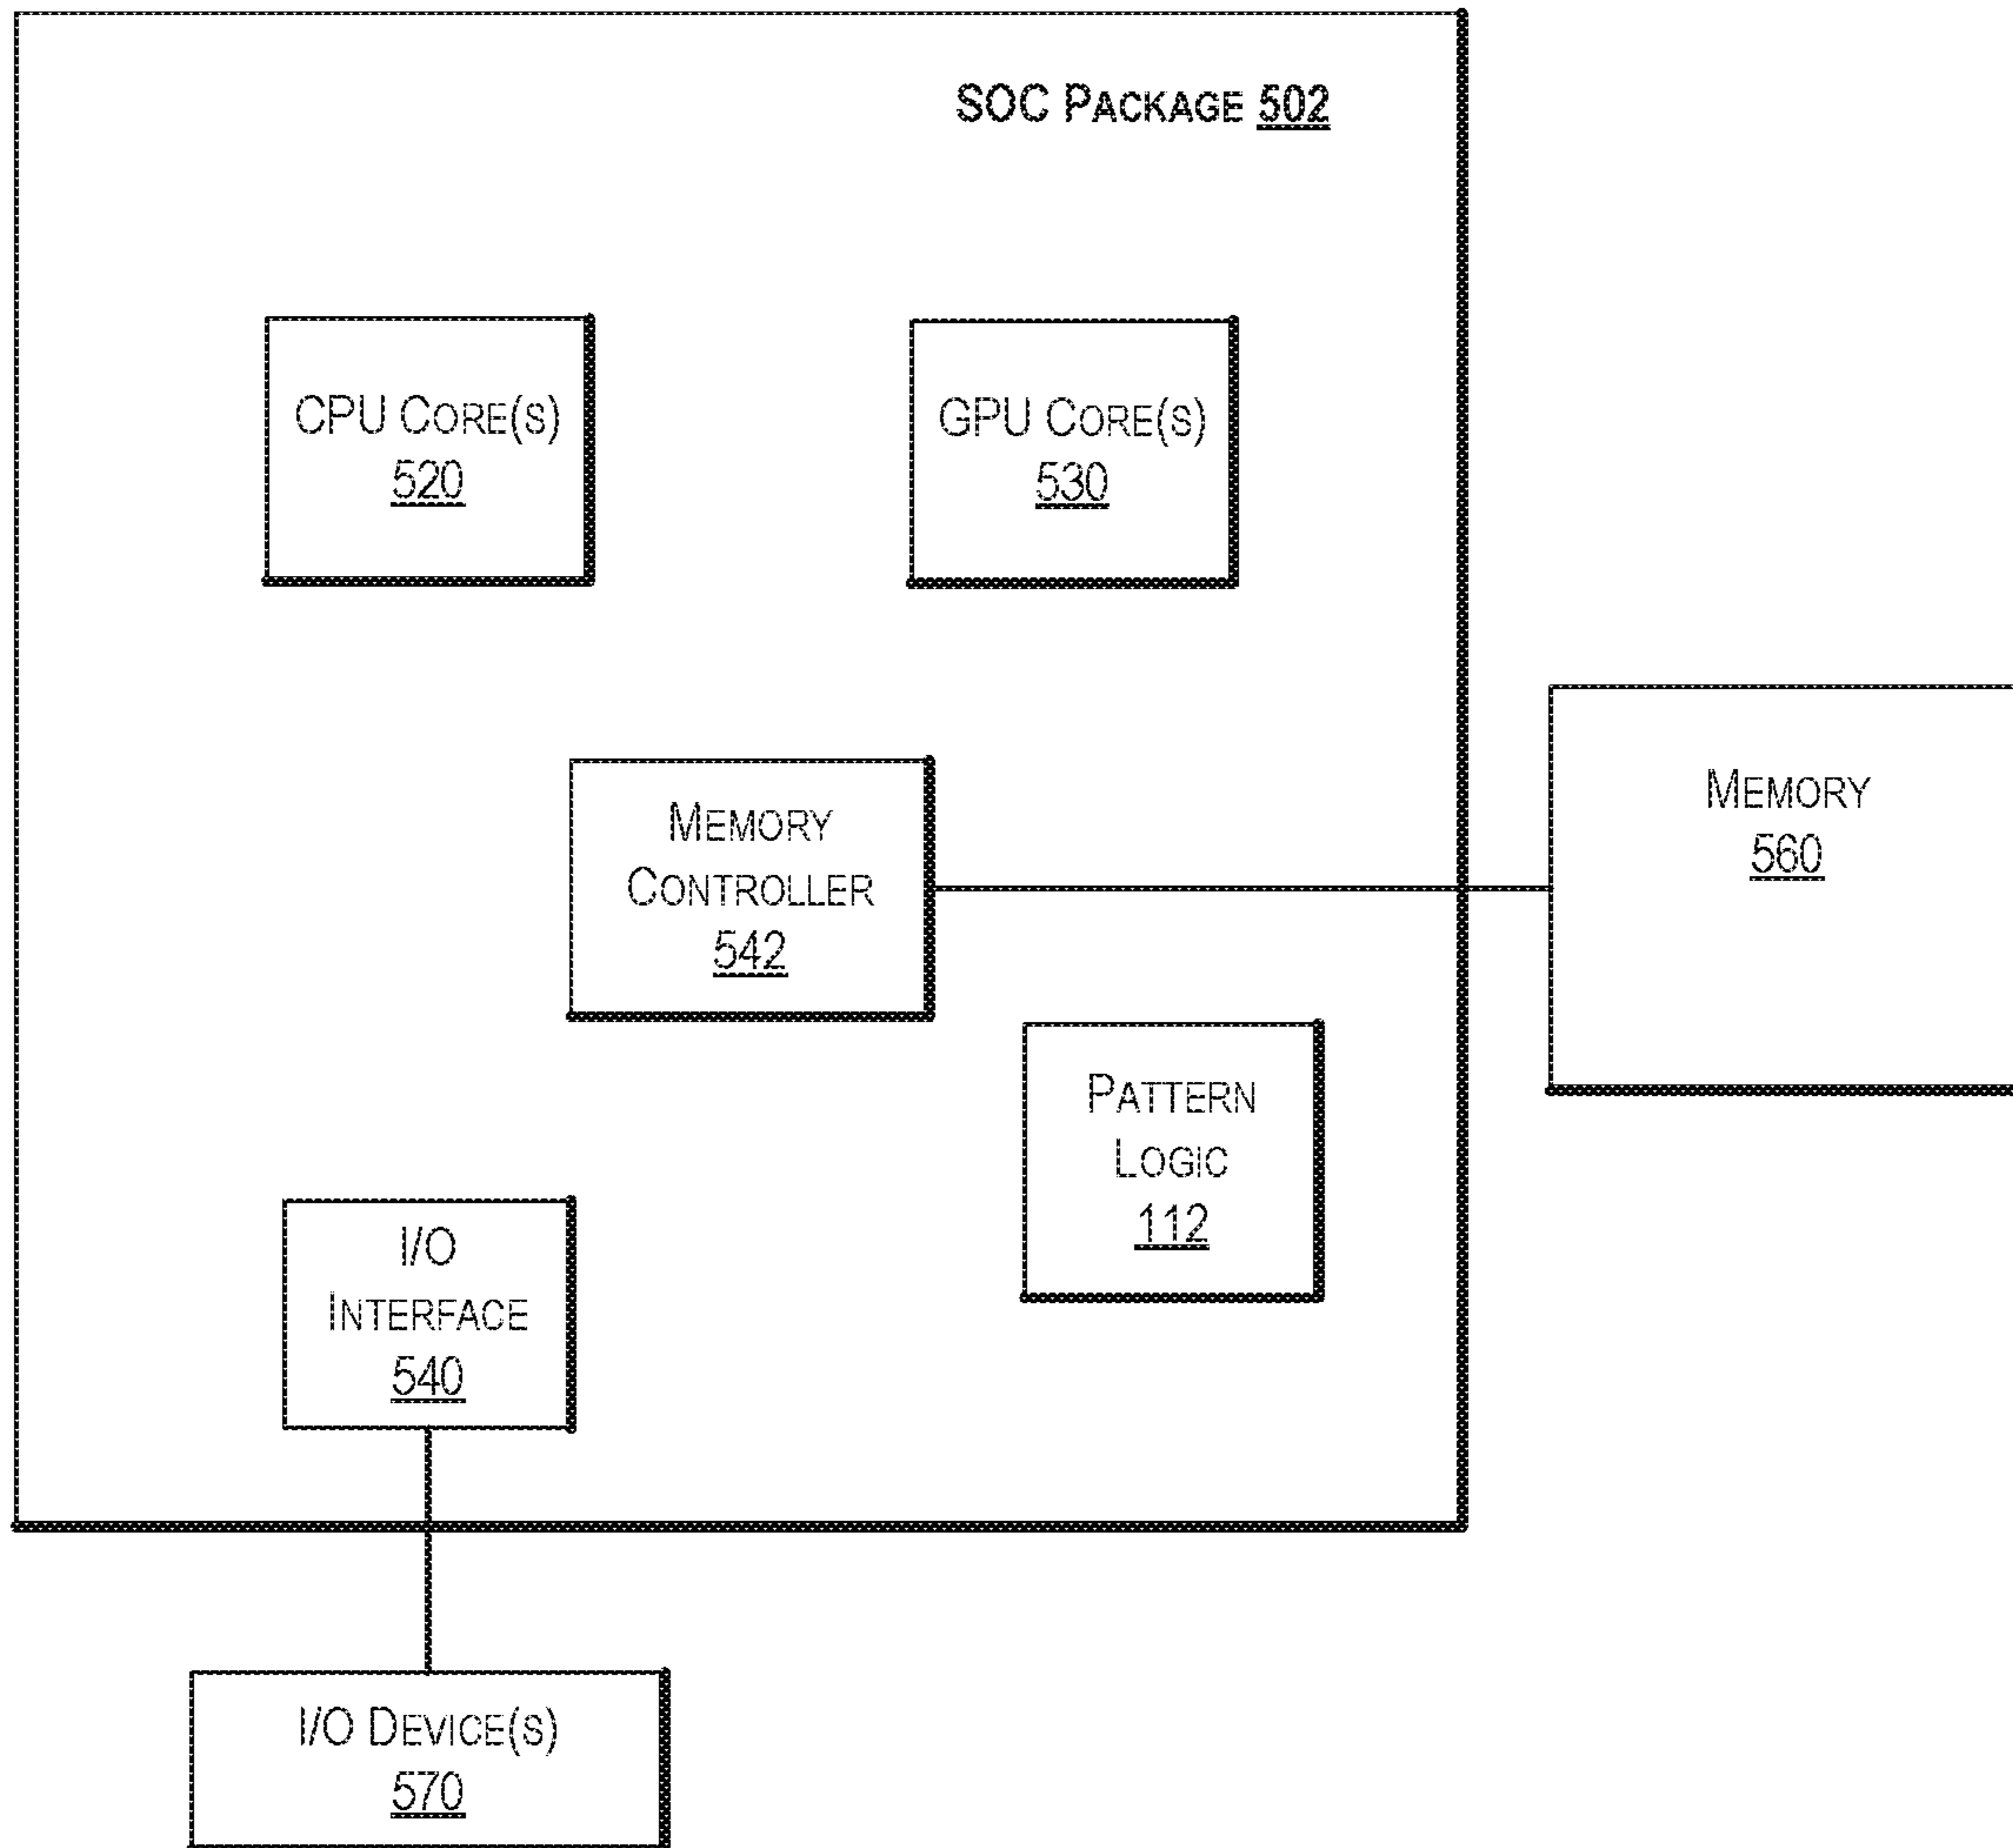 SOC PACKAGE 502
CPU CORE(S)
520
GPU CORE(S)
530
MEMORY
CONTROLLER
542
MEMORY
560
PATTERN
LOGIC
112
I/O
INTERFACE
540
I/O DEVICE(S)
570